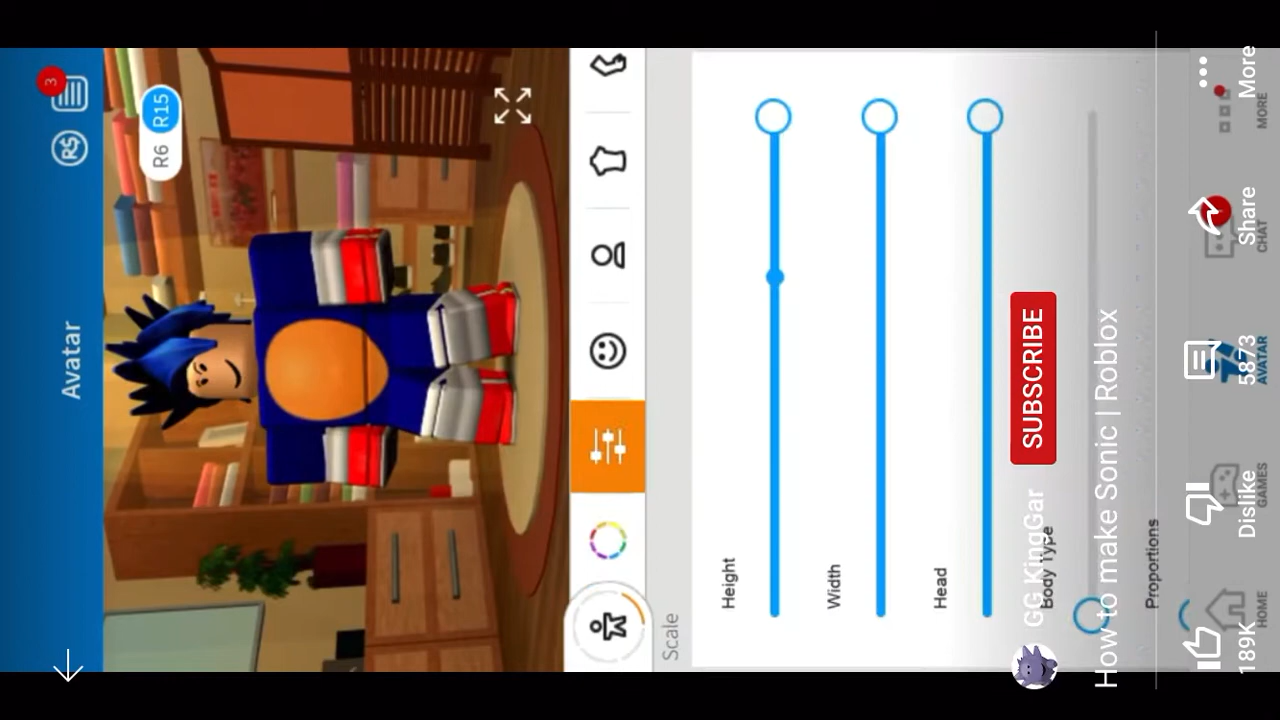 3
Avatar
R6 R15
Scale
Height
Width
Head
Body Type
Proportions
GG KingGar
SUBSCRIBE
How to make Sonic | Roblox
HOME
GAMES
AVATAR
CHAT
MORE
189K
Dislike
5873
Share
More